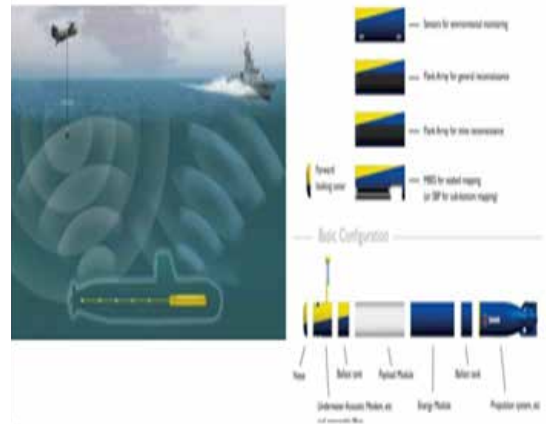 Sensors for environmental monitoring
Flank Array for general reconnaissance
Flank Array for mine reconnaissance
Forward
looking sonar
MBES for seabed mapping
(or SBP for sub-bottom mapping)
Basic Configuration
Nose
Ballast tank
Payload Module
Ballast tank
Underwater Acoustic Modem, etc
Energy Module
Propulsion system, etc